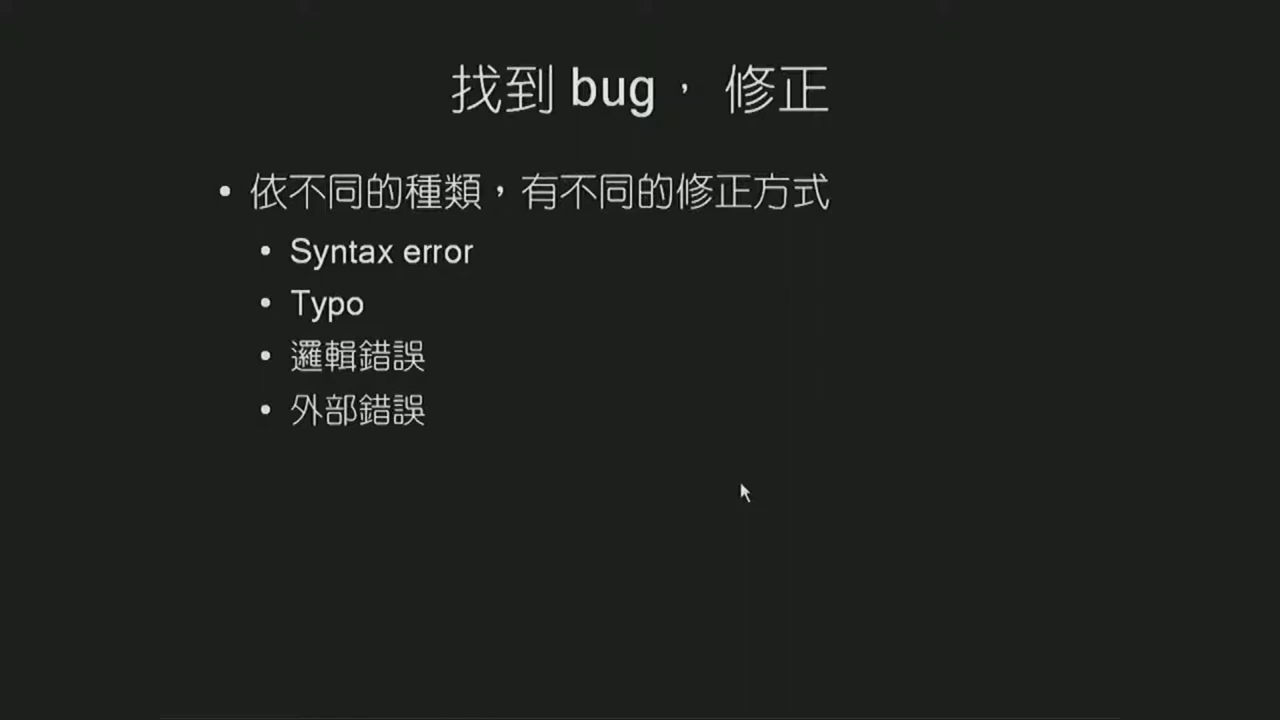 找到 bug， 修正
• 依不同的種類，有不同的修正方式
• Syntax error
• Typo
• 邏輯錯誤
• 外部錯誤